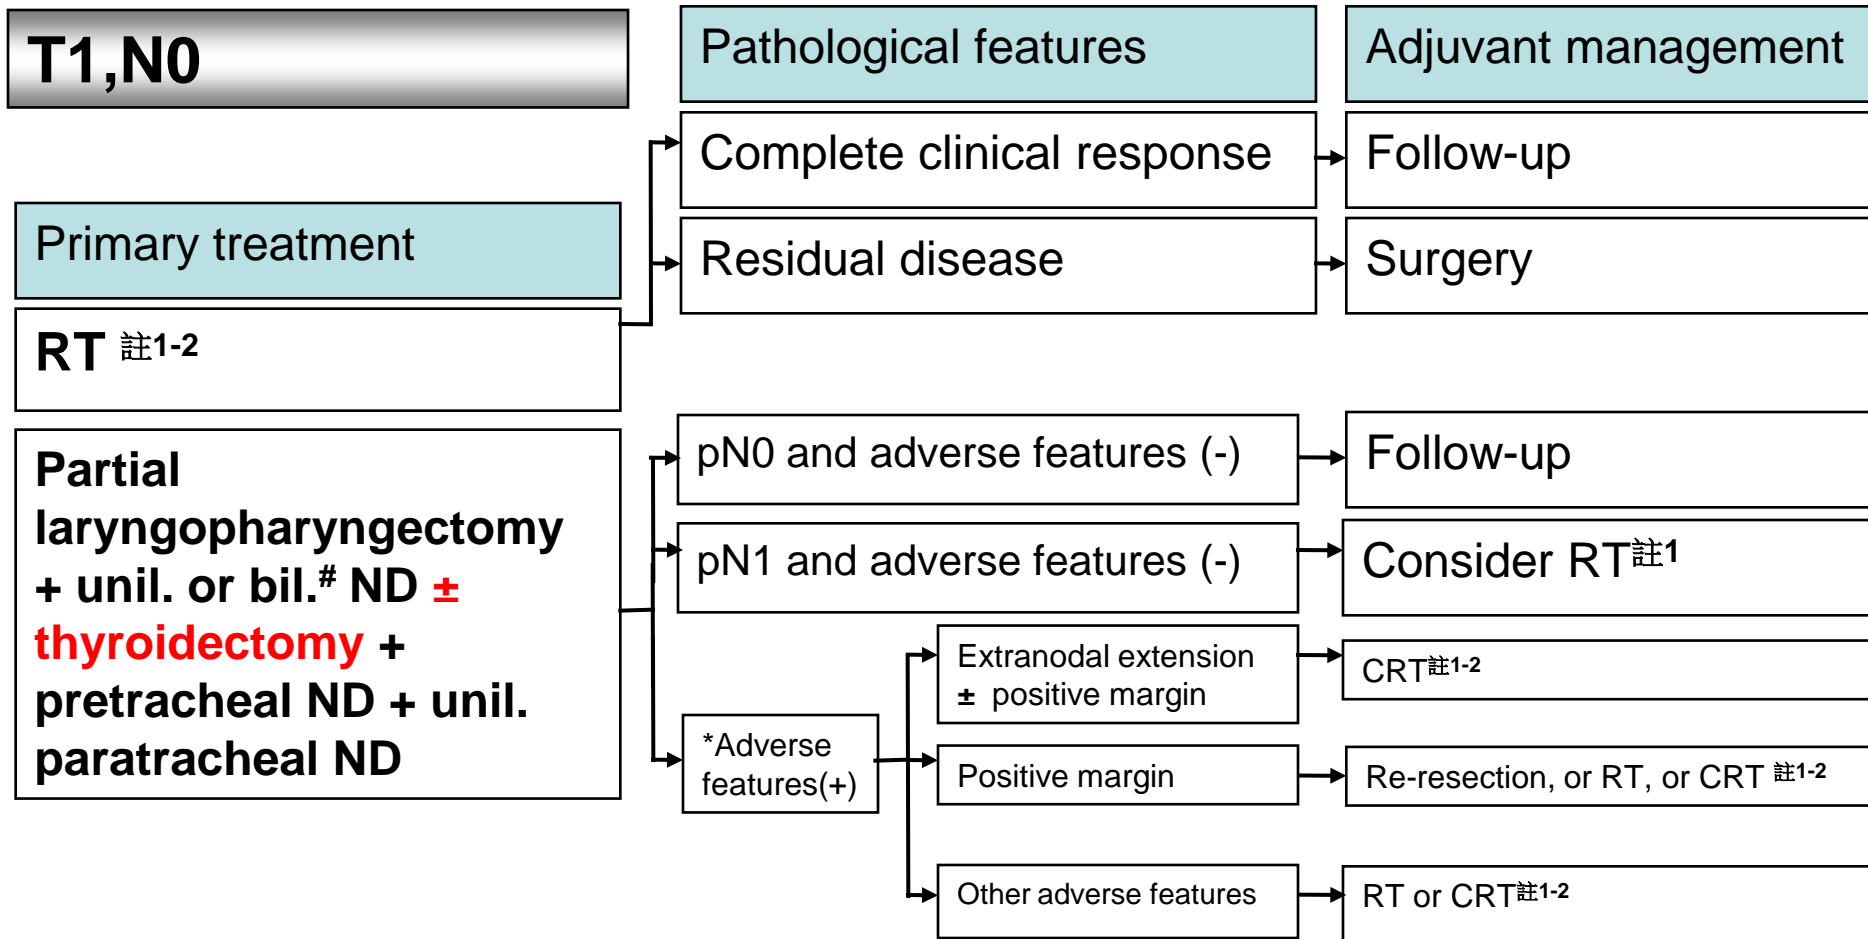 T1,N0
Pathological features
Adjuvant management
Complete clinical response
Follow-up
Primary treatment
Residual disease
Surgery
RT 註1-2
Partial
laryngopharyngectomy
+ unil. or bil.# ND ±
thyroidectomy +
pretracheal ND + unil.
paratracheal ND
pN0 and adverse features (-)
Follow-up
pN1 and adverse features (-)
Consider RT註1
*Adverse
features(+)
Extranodal extension
± positive margin
CRT註1-2
Positive margin
Re-resection, or RT, or CRT 註1-2
Other adverse features
RT or CRT註1-2